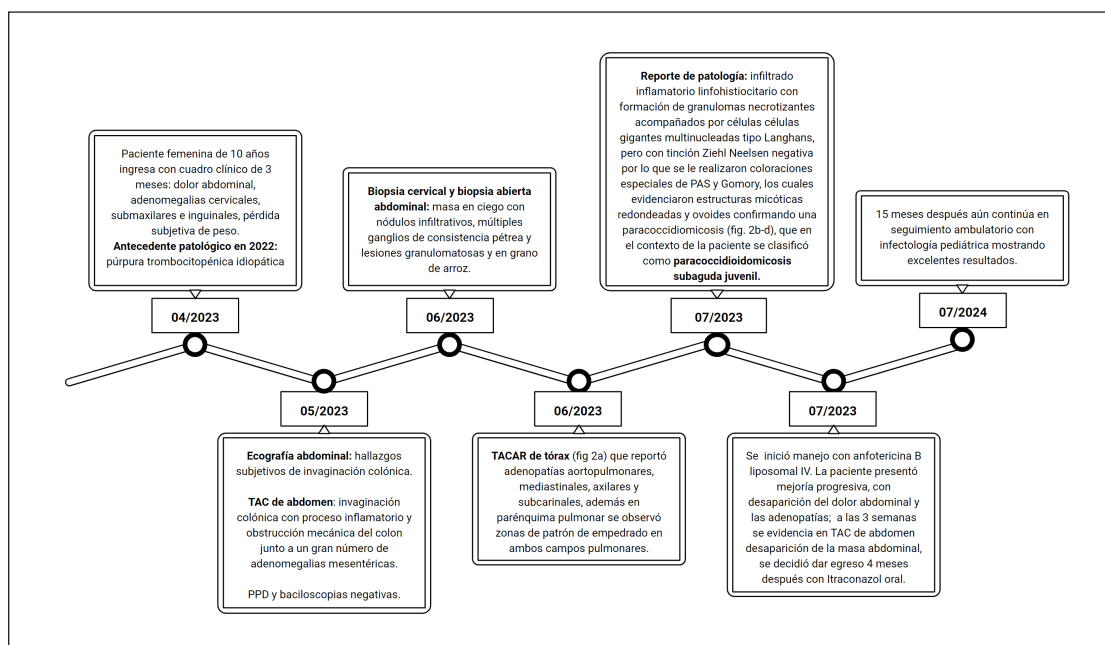 Paciente femenina de 10 años
ingresa con cuadro clínico de 3
meses: dolor abdominal,
adenomegalias cervicales,
submaxilares e inguinales, pérdida
subjetiva de peso.
Antecedente patológico en 2022:
púrpura trombocitopénica idiopática
04/2023
Ecografía abdominal: hallazgos
subjetivos de invaginación colónica.
TAC de abdomen: invaginación
colónica con proceso inflamatorio y
obstrucción mecánica del colon
junto a un gran número de
adenomegalias mesentéricas.
PPD y baciloscopias negativas.
05/2023
Biopsia cervical y biopsia abierta
abdominal: masa en ciego con
nódulos infiltrativos, múltiples
ganglios de consistencia pétrea y
lesiones granulomatosas y en grano
de arroz.
06/2023
TACAR de tórax (fig 2a) que reportó
adenopatías aortopulmonares,
mediastinales, axilares y
subcarinales, además en
parénquima pulmonar se observó
zonas de patrón de empedrado en
ambos campos pulmonares.
06/2023
Reporte de patología: infiltrado
inflamatorio linfohistiocitario con
formación de granulomas necrotizantes
acompañados por células células
gigantes multinucleadas tipo Langhans,
pero con tinción Ziehl Neelsen negativa
por lo que se le realizaron coloraciones
especiales de PAS y Gomory, los cuales
evidenciaron estructuras micóticas
redondeadas y ovoides confirmando una
paracoccidiomicosis (fig. 2b-d), que en
el contexto de la paciente se clasificó
como paracoccidioidomicosis
subaguda juvenil.
07/2023
Se inició manejo con anfotericina B
liposomal IV. La paciente presentó
mejoría progresiva, con
desaparición del dolor abdominal y
las adenopatías; a las 3 semanas
se evidencia en TAC de abdomen
desaparición de la masa abdominal,
se decidió dar egreso 4 meses
después con Itraconazol oral.
07/2023
15 meses después aún continúa en
seguimiento ambulatorio con
infectología pediátrica mostrando
excelentes resultados.
07/2024